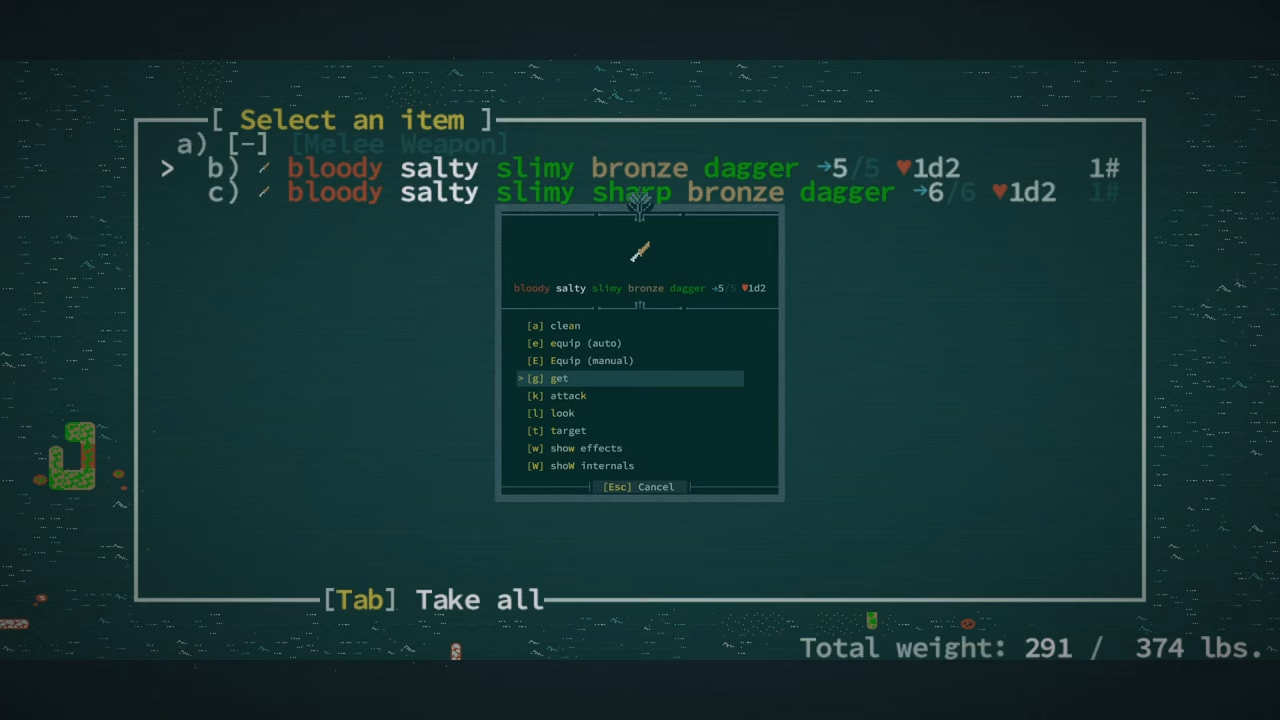 [ Select an item ]
a) [-] [Melee Weapon]
> b) bloody salty slimy bronze dagger →5/5 ♥1d2 1#
c) bloody salty slimy sharp bronze dagger →6/6 ♥1d2 1#
bloody salty slimy bronze dagger →5/5 ♥1d2
[a] clean
[e] equip (auto)
[E] Equip (manual)
>[g] get
[k] attack
[l] look
[t] target
[w] show effects
[W] shoW internals
[Esc] Cancel
[Tab] Take all
Total weight: 291 / 374 lbs.